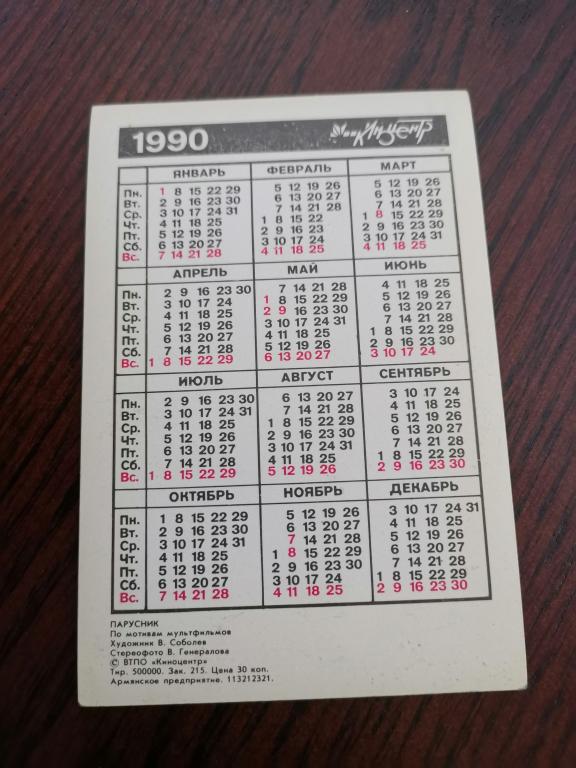 1990 Киноцентр
ЯНВАРЬ ФЕВРАЛЬ МАРТ
Пн. 1 8 15 22 29 5 12 19 26 5 12 19 26
Вт. 2 9 16 23 30 6 13 20 27 6 13 20 27
Ср. 3 10 17 24 31 7 14 21 28 7 14 21 28
Чт. 4 11 18 25 1 8 15 22 1 8 15 22 29
Пт. 5 12 19 26 2 9 16 23 2 9 16 23 30
Сб. 6 13 20 27 3 10 17 24 3 10 17 24 31
Вс. 7 14 21 28 4 11 18 25 4 11 18 25
АПРЕЛЬ МАЙ ИЮНЬ
Пн. 2 9 16 23 30 7 14 21 28 4 11 18 25
Вт. 3 10 17 24 1 8 15 22 29 5 12 19 26
Ср. 4 11 18 25 2 9 16 23 30 6 13 20 27
Чт. 5 12 19 26 3 10 17 24 31 7 14 21 28
Пт. 6 13 20 27 4 11 18 25 1 8 15 22 29
Сб. 7 14 21 28 5 12 19 26 2 9 16 23 30
Вс. 1 8 15 22 29 6 13 20 27 3 10 17 24
ИЮЛЬ АВГУСТ СЕНТЯБРЬ
Пн. 2 9 16 23 30 6 13 20 27 3 10 17 24
Вт. 3 10 17 24 31 7 14 21 28 4 11 18 25
Ср. 4 11 18 25 1 8 15 22 29 5 12 19 26
Чт. 5 12 19 26 2 9 16 23 30 6 13 20 27
Пт. 6 13 20 27 3 10 17 24 31 7 14 21 28
Сб. 7 14 21 28 4 11 18 25 1 8 15 22 29
Вс. 1 8 15 22 29 5 12 19 26 2 9 16 23 30
ОКТЯБРЬ НОЯБРЬ ДЕКАБРЬ
Пн. 1 8 15 22 29 5 12 19 26 3 10 17 24 31
Вт. 2 9 16 23 30 6 13 20 27 4 11 18 25
Ср. 3 10 17 24 31 7 14 21 28 5 12 19 26
Чт. 4 11 18 25 1 8 15 22 29 6 13 20 27
Пт. 5 12 19 26 2 9 16 23 30 7 14 21 28
Сб. 6 13 20 27 3 10 17 24 1 8 15 22 29
Вс. 7 14 21 28 4 11 18 25 2 9 16 23 30
ПАРУСНИК
По мотивам мультфильмов
Художник В. Соболев
Стереофото В. Генералова
© ВТПО «Киноцентр»
Тир. 500000. Зак. 215. Цена 30 коп.
Армянское предприятие. 113212321.